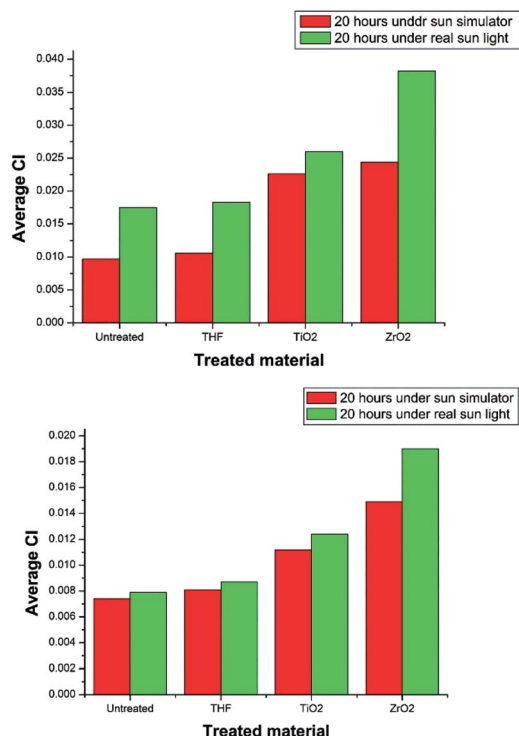 20 hours unddr sun simulator
20 hours under real sun light
0.040
0.035
0.030
0.025
0.020
0.015
0.010
0.005
0.000
Average CI
Untreated THF TiO2 ZrO2
Treated material
20 hours under sun simulator
20 hours under real sun light
0.020
0.018
0.016
0.014
0.012
0.010
0.008
0.006
0.004
0.002
0.000
Average CI
Untreated THF TiO2 ZrO2
Treated material